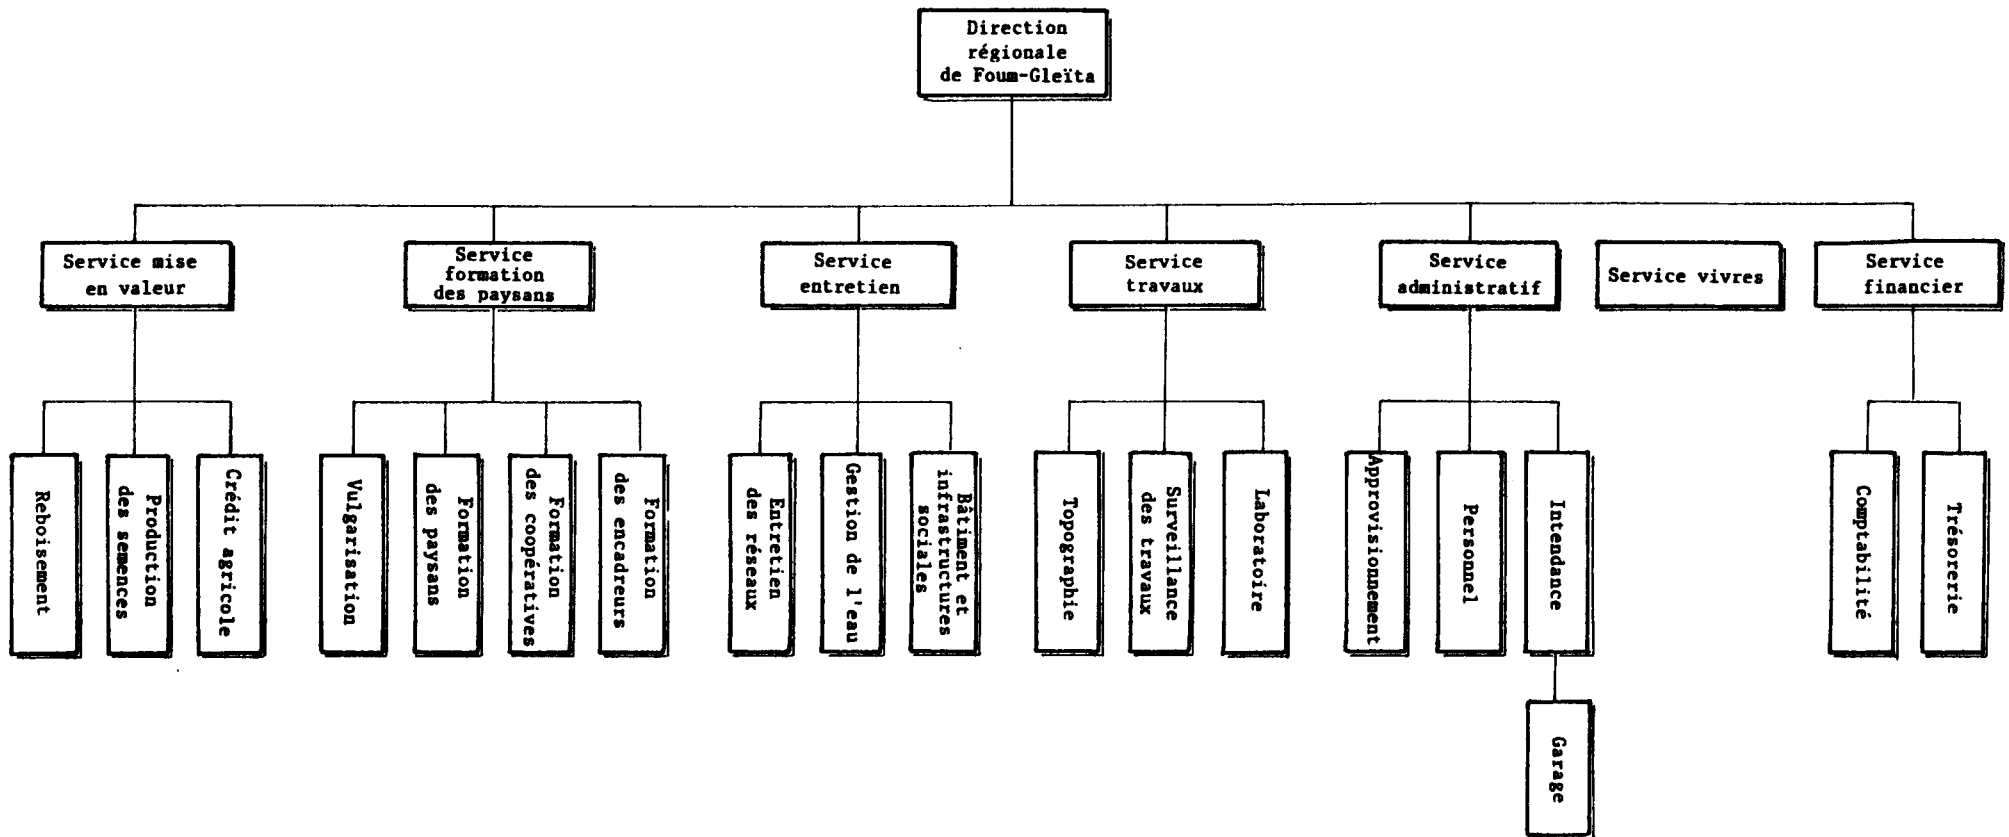 Direction
régionale
de Foum-Gleïta
Service mise
en valeur
Service
formation
des paysans
Service
entretien
Service
travaux
Service
administratif
Service vivres
Service
financier
Reboisement
Production
des semences
Crédit agricole
Vulgarisation
Formation
des paysans
Formation
des coopératives
Formation
des encadreurs
Entretien
des réseaux
Gestion de l'eau
Bâtiment et
infrastructures
sociales
Topographie
Surveillance
des travaux
Laboratoire
Approvisionnement
Personnel
Intendance
Comptabilité
Trésorerie
Garage